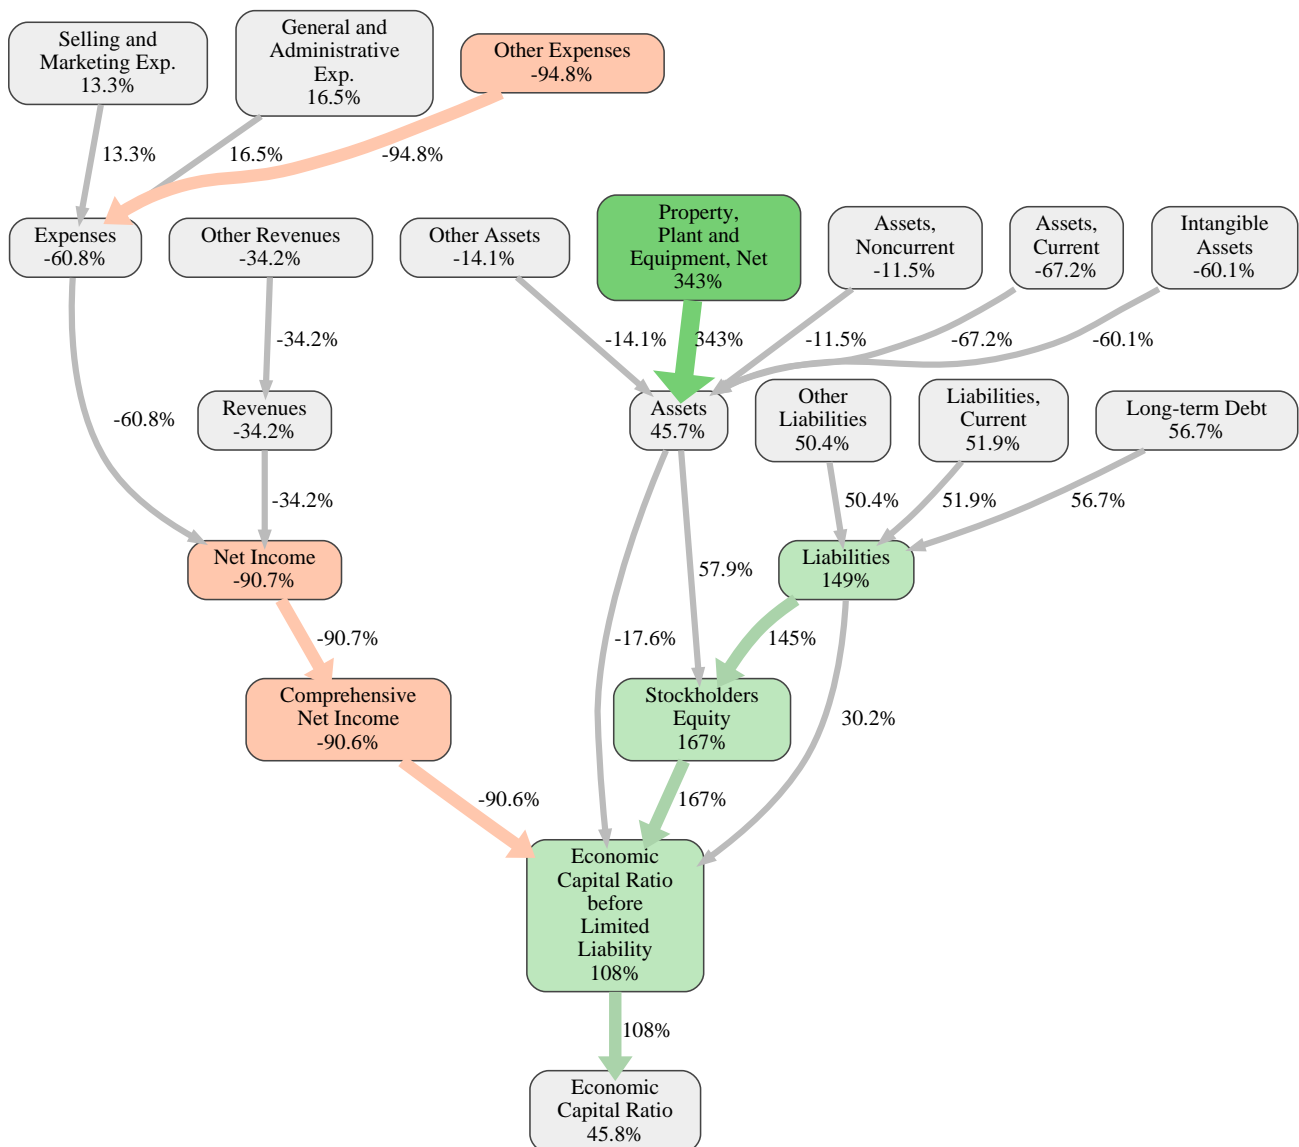 Selling and
Marketing Exp.
13.3%
General and
Administrative
Exp.
16.5%
Other Expenses
-94.8%
13.3%
16.5%
-94.8%
Expenses
-60.8%
Other Revenues
-34.2%
Other Assets
-14.1%
Property,
Plant and
Equipment, Net
343%
Assets,
Noncurrent
-11.5%
Assets,
Current
-67.2%
Intangible
Assets
-60.1%
-34.2%
-14.1%
343%
-11.5%
-67.2%
-60.1%
-60.8%
Revenues
-34.2%
Assets
45.7%
Other
Liabilities
50.4%
Liabilities,
Current
51.9%
Long-term Debt
56.7%
-34.2%
50.4%
51.9%
56.7%
Net Income
-90.7%
57.9%
Liabilities
149%
-90.7%
-17.6%
145%
Comprehensive
Net Income
-90.6%
Stockholders
Equity
167%
30.2%
-90.6%
167%
Economic
Capital Ratio
before
Limited
Liability
108%
108%
Economic
Capital Ratio
45.8%